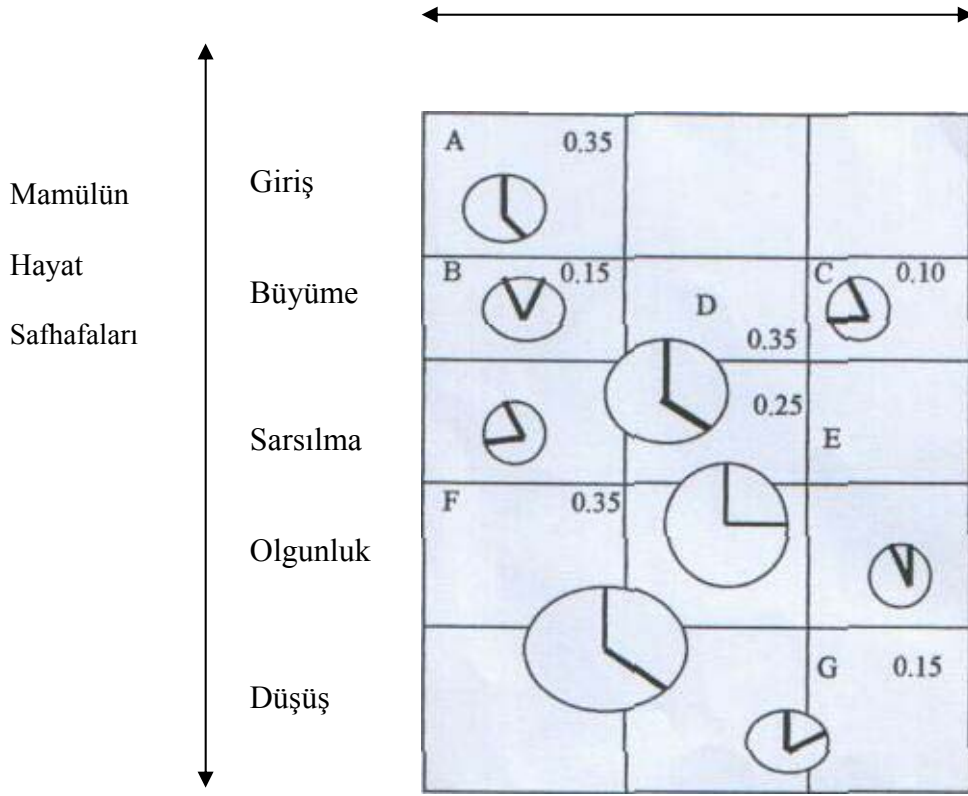 A 0.35
Mamülün
Giriş
Hayat
B 0.15
C 0.10
Büyüme
D
Safhafaları
0.35
0.25
Sarsılma
E
F 0.35
Olgunluk
G 0.15
Düşüş